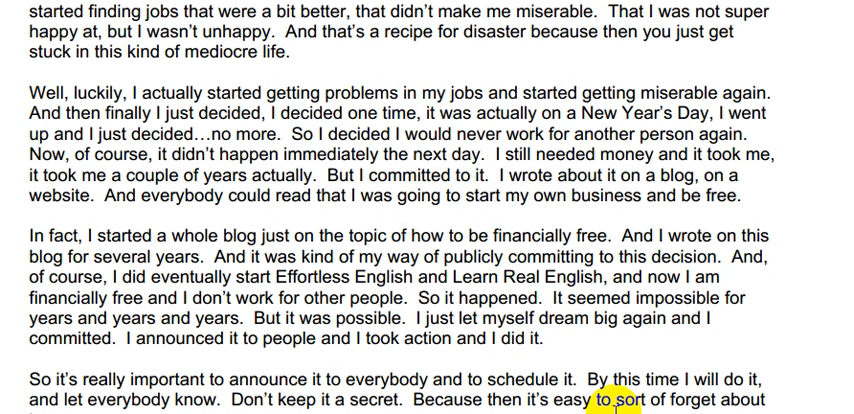 started finding jobs that were a bit better, that didn't make me miserable.  That I was not super
happy at, but I wasn't unhappy.  And that's a recipe for disaster because then you just get
stuck in this kind of mediocre life.
Well, luckily, I actually started getting problems in my jobs and started getting miserable again.
And then finally I just decided, I decided one time, it was actually on a New Year's Day, I went
up and I just decided…no more.  So I decided I would never work for another person again.
Now, of course, it didn't happen immediately the next day.  I still needed money and it took me,
it took me a couple of years actually.  But I committed to it.  I wrote about it on a blog, on a
website.  And everybody could read that I was going to start my own business and be free.
In fact, I started a whole blog just on the topic of how to be financially free.  And I wrote on this
blog for several years.  And it was kind of my way of publicly committing to this decision.  And,
of course, I did eventually start Effortless English and Learn Real English, and now I am
financially free and I don't work for other people.  So it happened.  It seemed impossible for
years and years and years.  But it was possible.  I just let myself dream big again and I
committed.  I announced it to people and I took action and I did it.
So it's really important to announce it to everybody and to schedule it.  By this time I will do it,
and let everybody know.  Don't keep it a secret.  Because then it's easy to sort of forget about